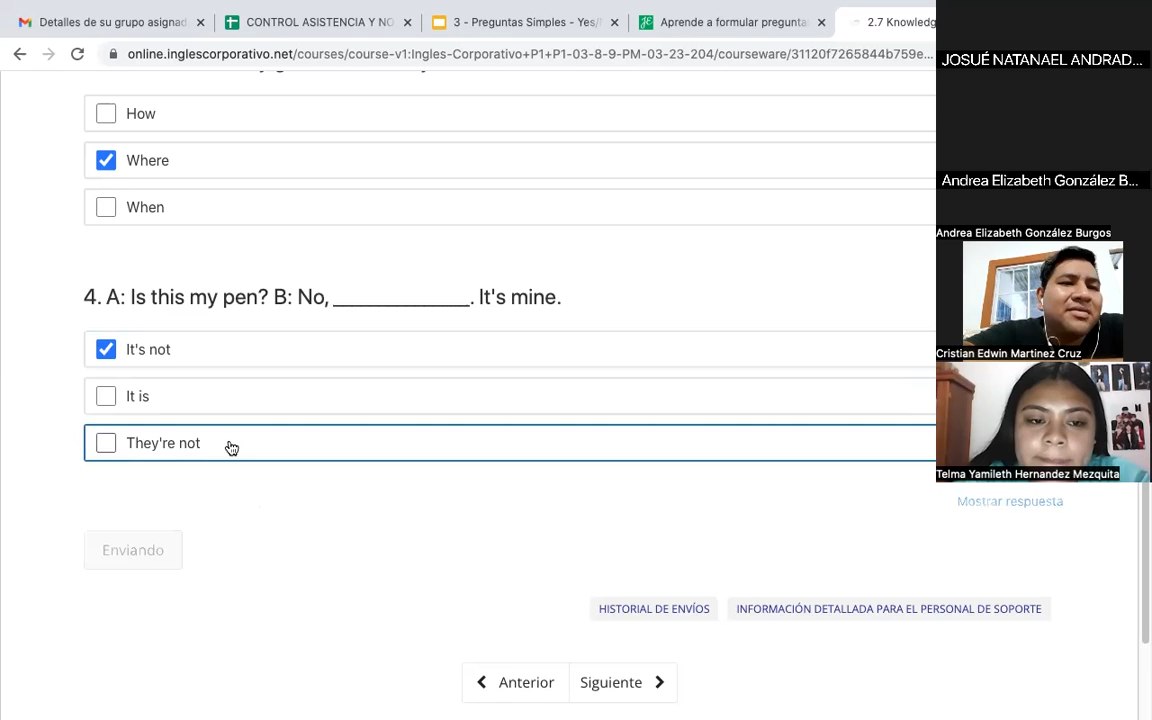 Detalles de su grupo asignad
CONTROL ASISTENCIA Y NO
3 - Preguntas Simples - Yes/
Aprende a formular pregunta
2.7 Knowledg
online.inglescorporativo.net/courses/course-v1:Ingles-Corporativo+P1+P1-03-8-9-PM-03-23-204/courseware/31120f7265844b759e...
How
Where
When
4. A: Is this my pen? B: No, ______________. It's mine.
It's not
It is
They're not
Mostrar respuesta
Enviando
HISTORIAL DE ENVÍOS
INFORMACIÓN DETALLADA PARA EL PERSONAL DE SOPORTE
Anterior
Siguiente
JOSUÉ NATANAEL ANDRAD...
Andrea Elizabeth González B...
Andrea Elizabeth González Burgos
Cristian Edwin Martinez Cruz
Telma Yamileth Hernandez Mezquita